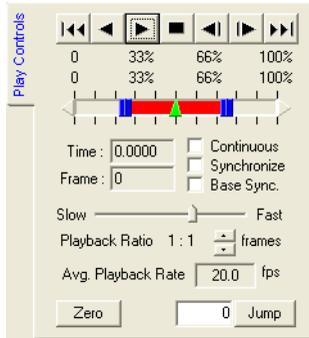 Play Controls
0 33% 66% 100%
0 33% 66% 100%
Time : 0.0000
Continuous
Synchronize
Frame : 0
Base Sync.
Slow Fast
Playback Ratio 1 : 1 frames
Avg. Playback Rate 20.0 fps
Zero 0 Jump